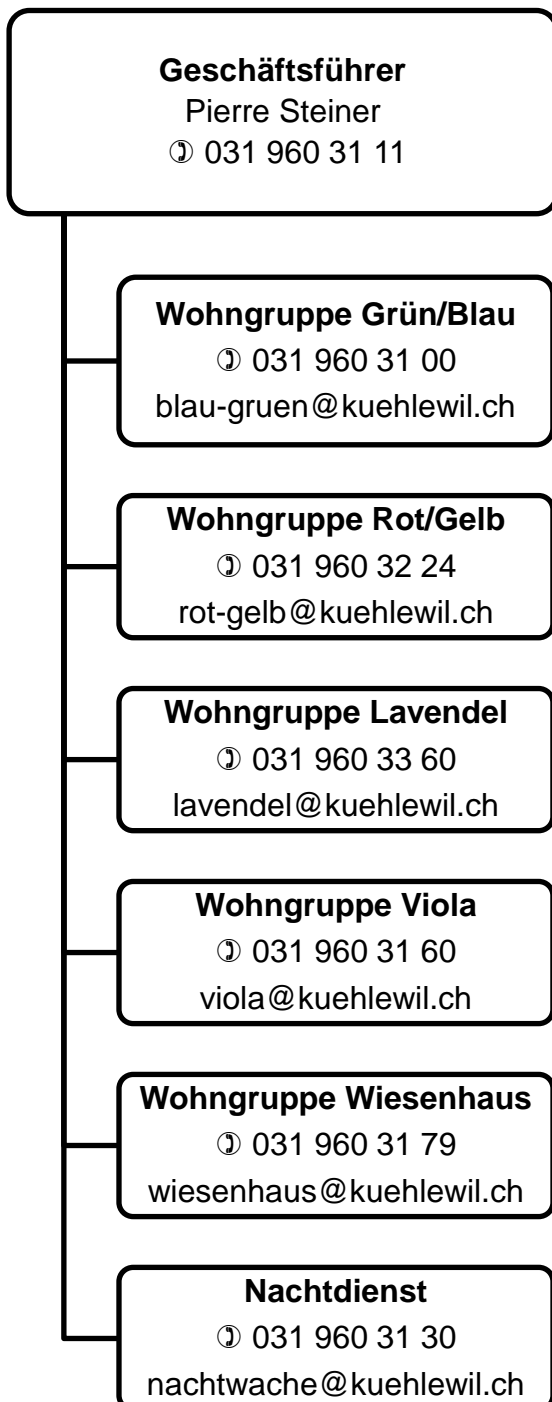 Geschäftsführer
Pierre Steiner
✆ 031 960 31 11
Wohngruppe Grün/Blau
✆ 031 960 31 00
blau-gruen@kuehlewil.ch
Wohngruppe Rot/Gelb
✆ 031 960 32 24
rot-gelb@kuehlewil.ch
Wohngruppe Lavendel
✆ 031 960 33 60
lavendel@kuehlewil.ch
Wohngruppe Viola
✆ 031 960 31 60
viola@kuehlewil.ch
Wohngruppe Wiesenhaus
✆ 031 960 31 79
wiesenhaus@kuehlewil.ch
Nachtdienst
✆ 031 960 31 30
nachtwache@kuehlewil.ch